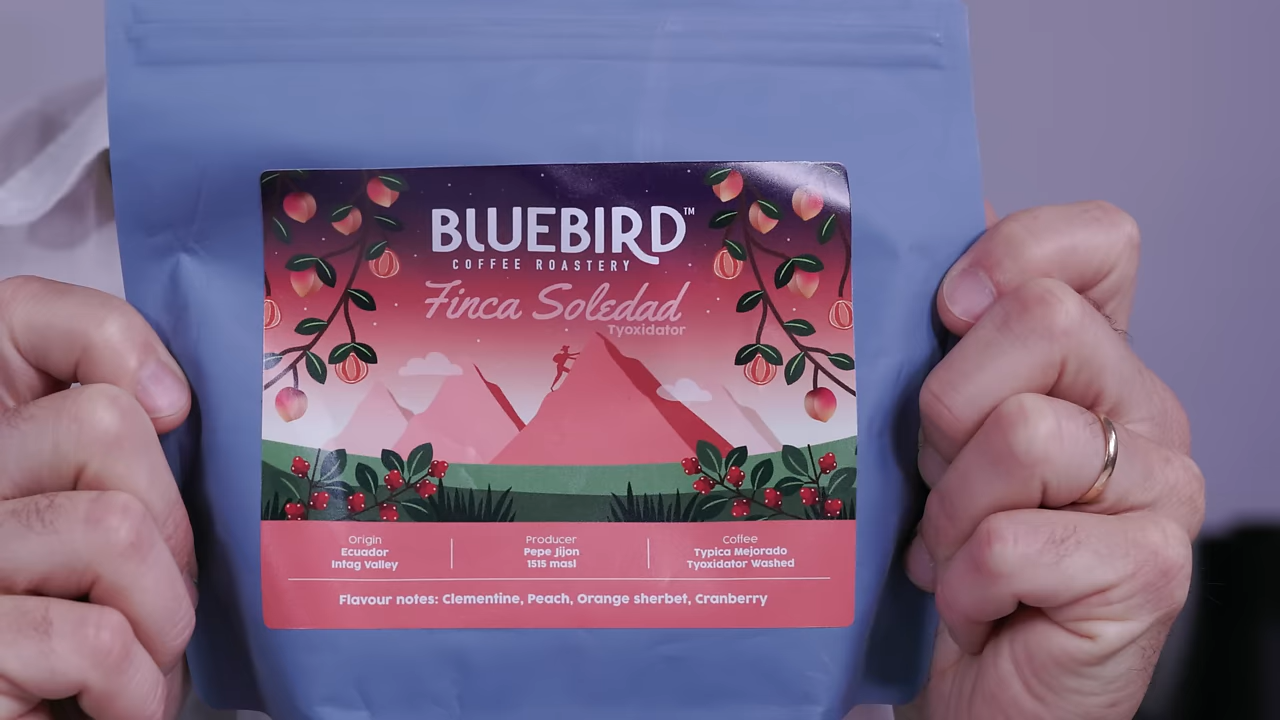 BLUEBIRD™
COFFEE ROASTERY
Finca Soledad
Tyoxidator
Origin
Ecuador
Intag Valley
Producer
Pepe Jijon
1515 masl
Coffee
Typica Mejorado
Tyoxidator Washed
Flavour notes: Clementine, Peach, Orange sherbet, Cranberry